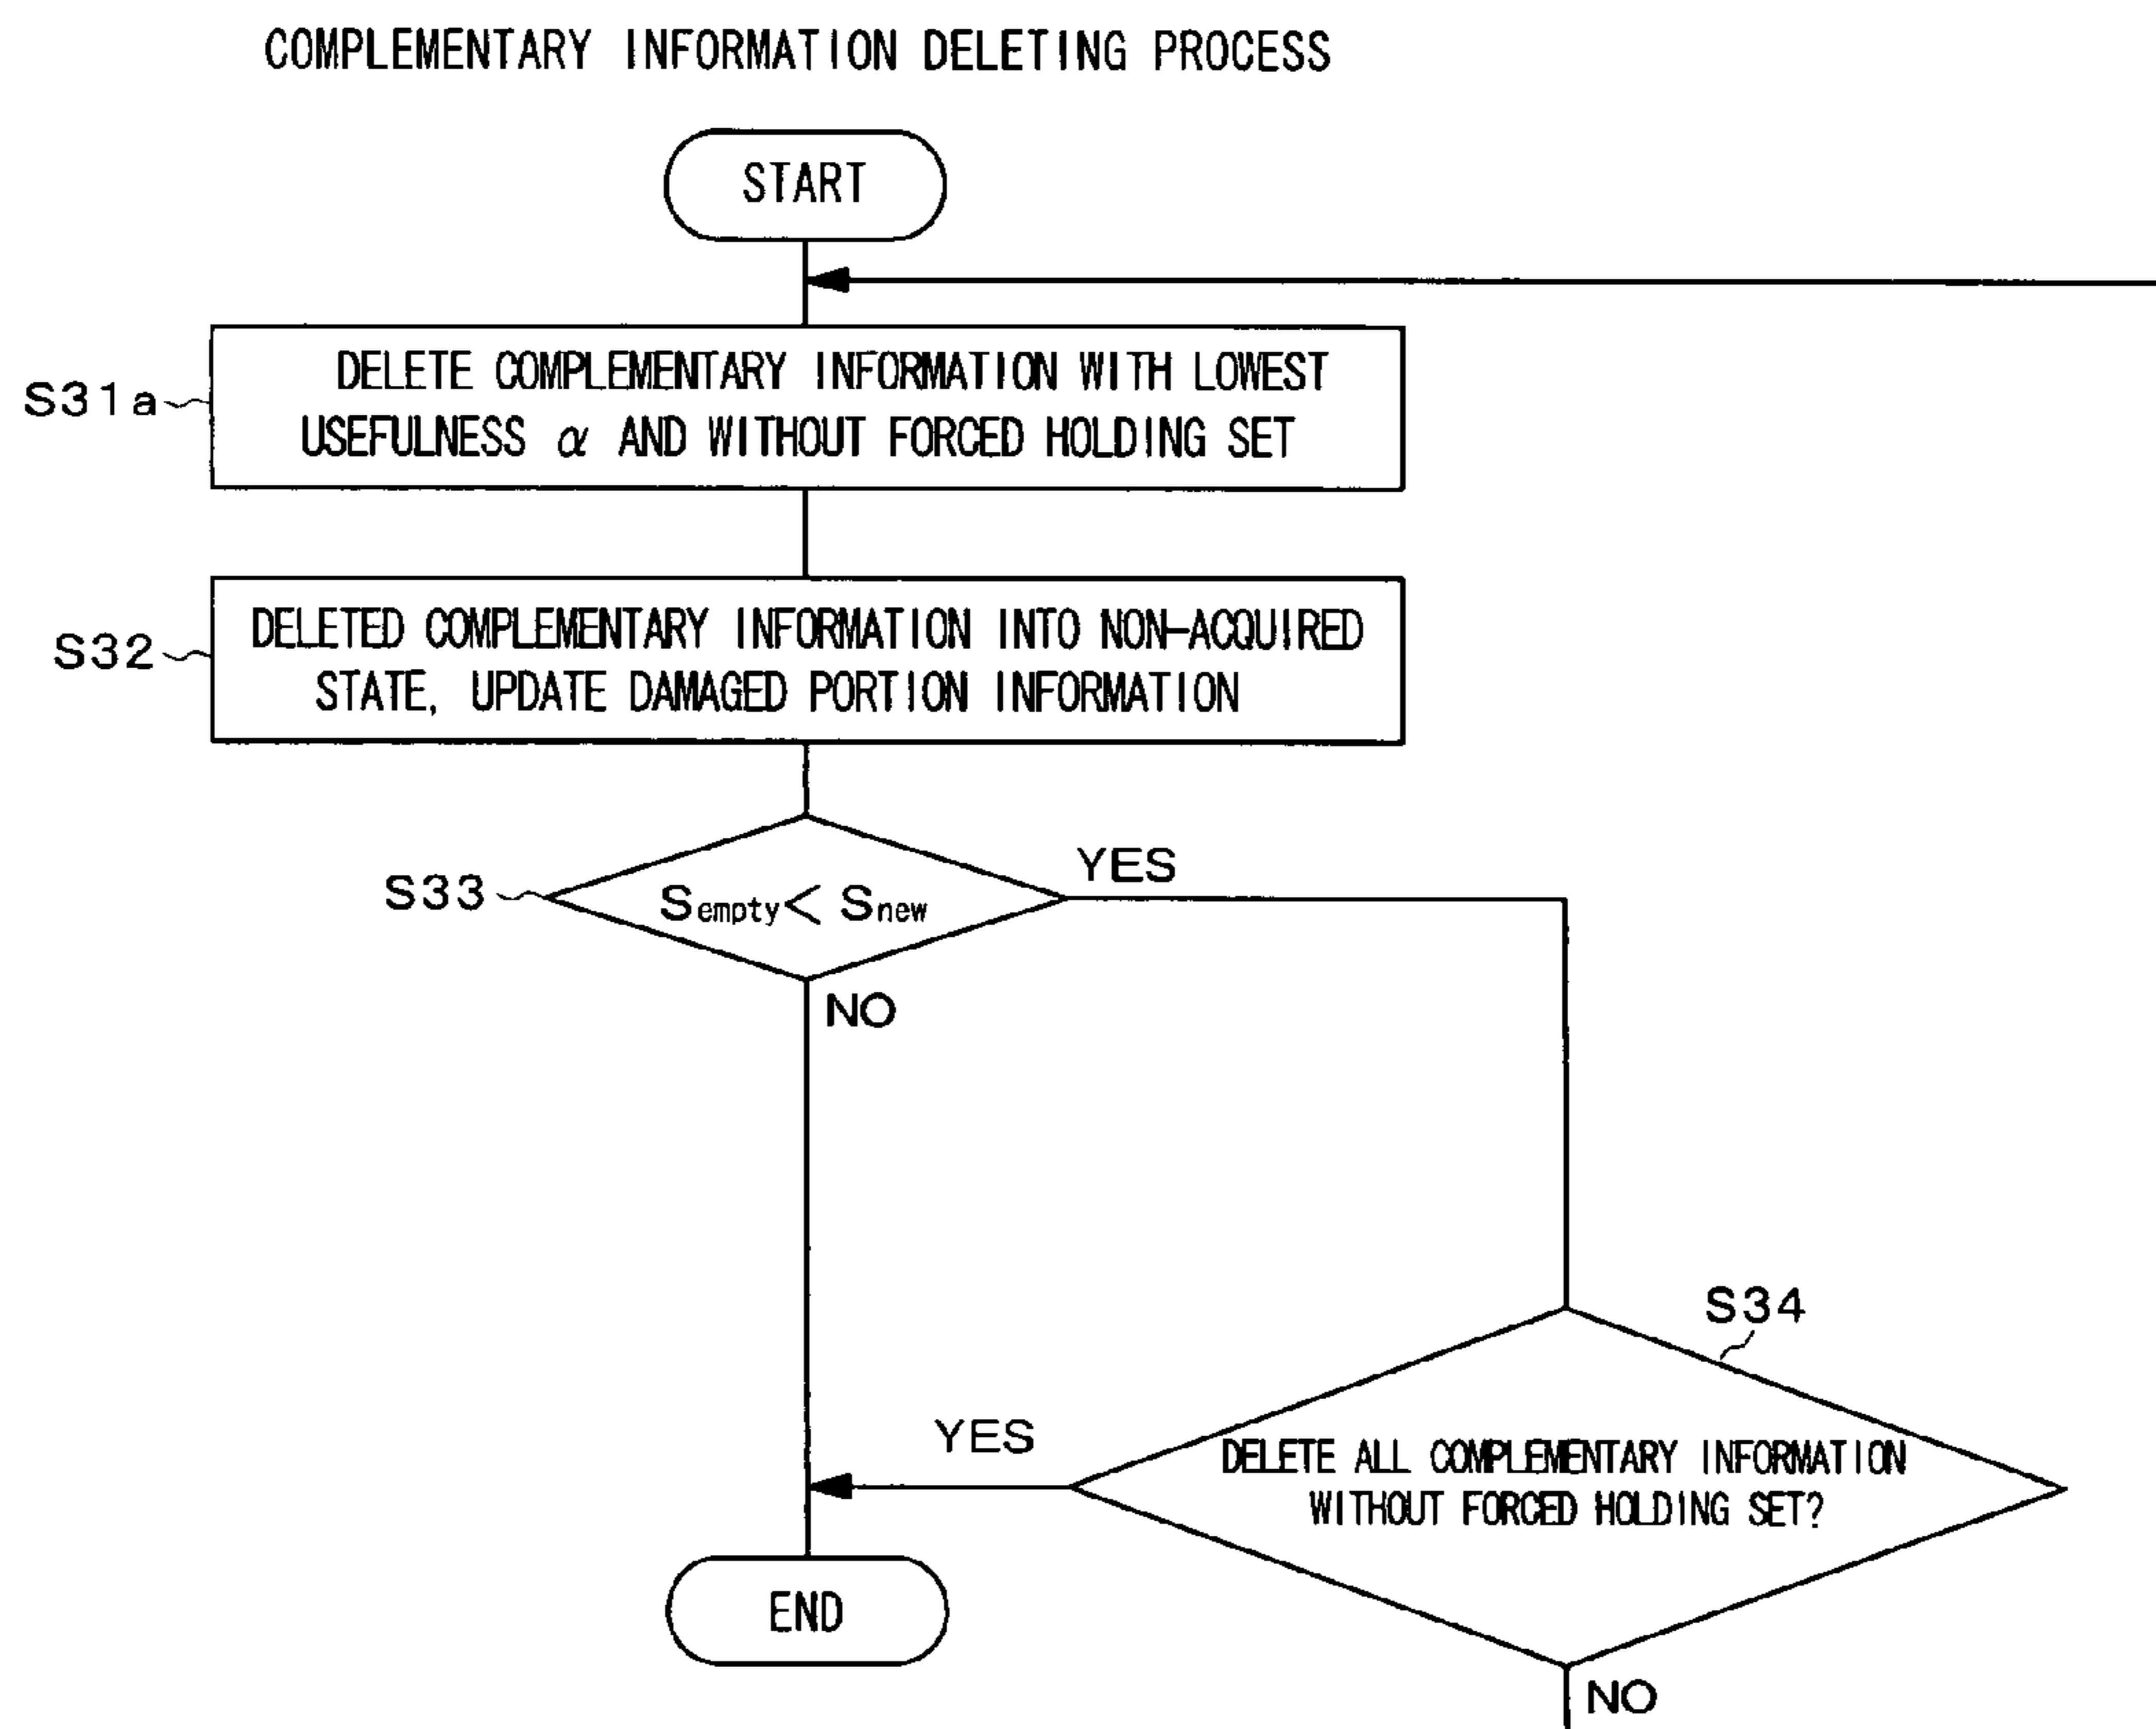 COMPLEMENTARY INFORMATION DELETING PROCESS
START
S31a
DELETE COMPLEMENTARY INFORMATION WITH LOWEST
USEFULNESS α AND WITHOUT FORCED HOLDING SET
S32
DELETED COMPLEMENTARY INFORMATION INTO NON-ACQUIRED
STATE, UPDATE DAMAGED PORTION INFORMATION
S33
Sempty< Snew
YES
NO
S34
YES
DELETE ALL COMPLEMENTARY INFORMATION
WITHOUT FORCED HOLDING SET?
END
NO